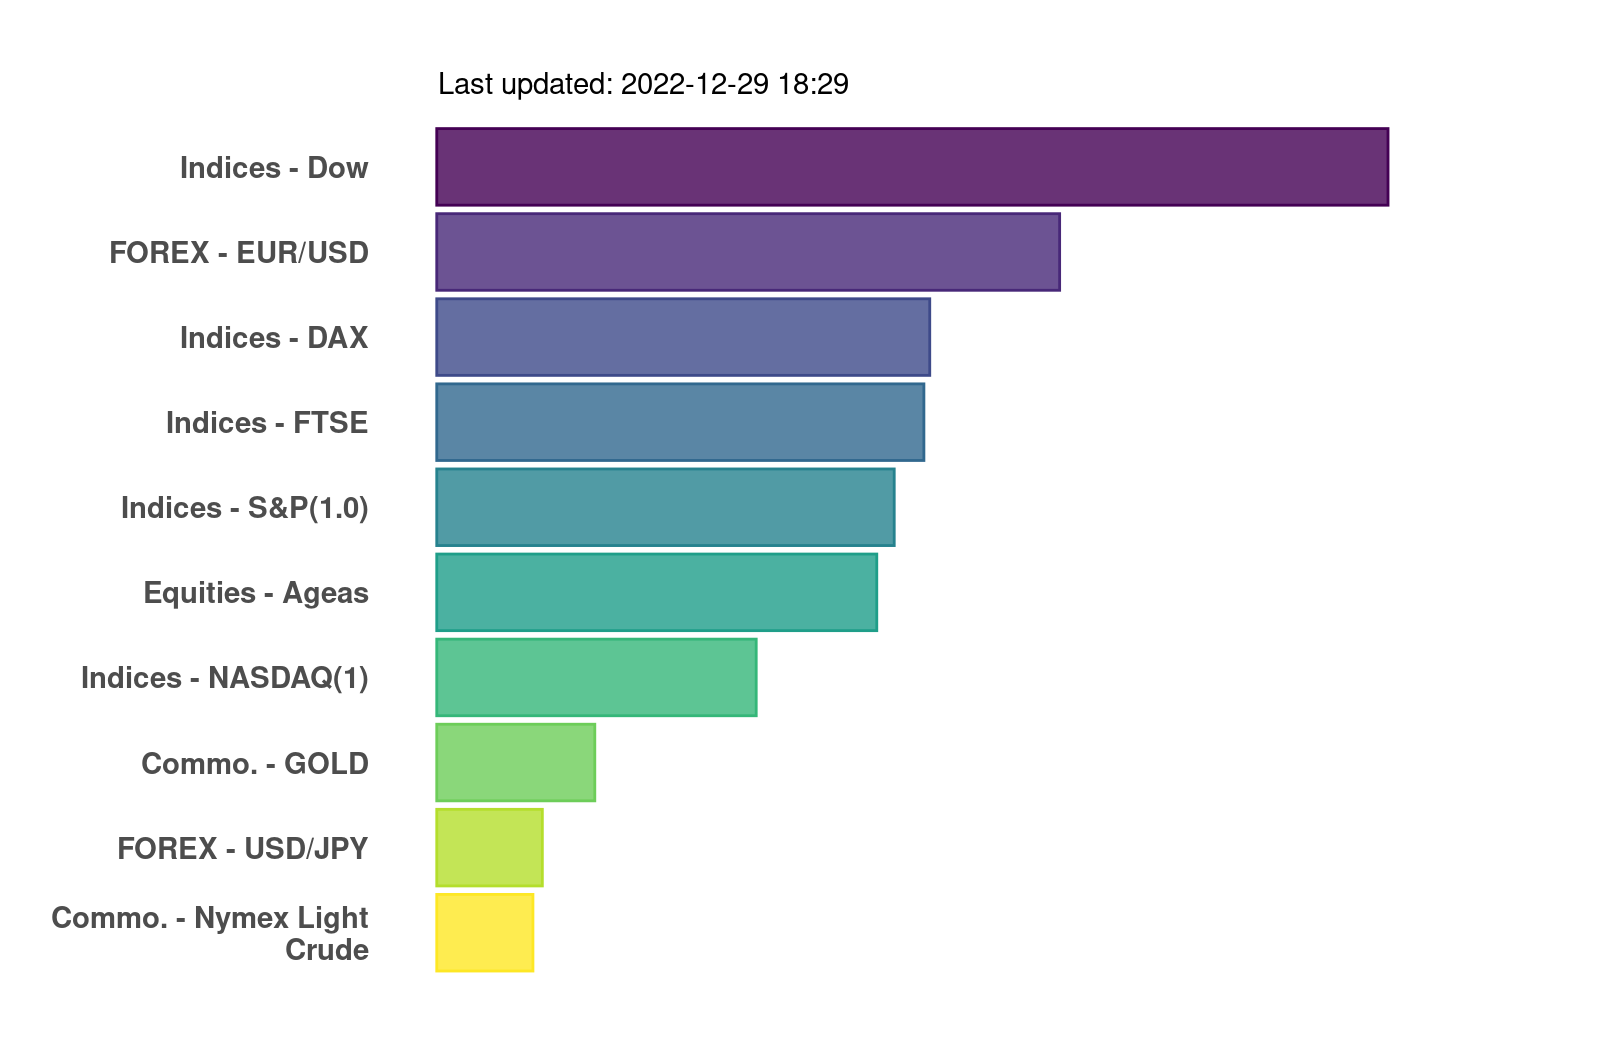 Last updated: 2022-12-29 18:29
Indices - Dow
FOREX - EUR/USD
Indices - DAX
Indices - FTSE
Indices - S&P(1.0)
Equities - Ageas
Indices - NASDAQ(1)
Commo. - GOLD
FOREX - USD/JPY
Commo. - Nymex Light
Crude